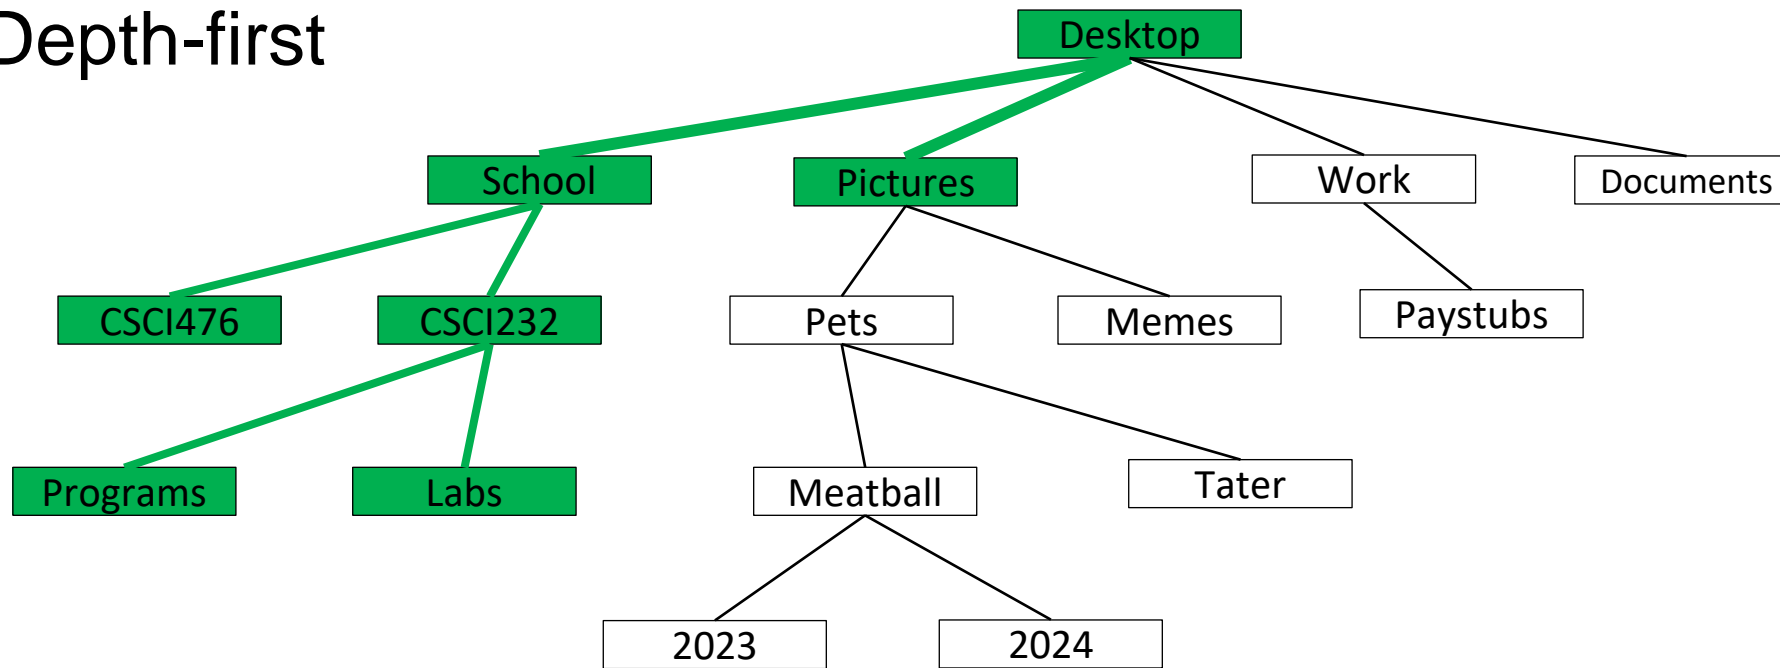 Depth-first
Desktop
School
Pictures
Work
Documents
CSCI476
CSCI232
Pets
Memes
Paystubs
Programs
Labs
Meatball
Tater
2023
2024